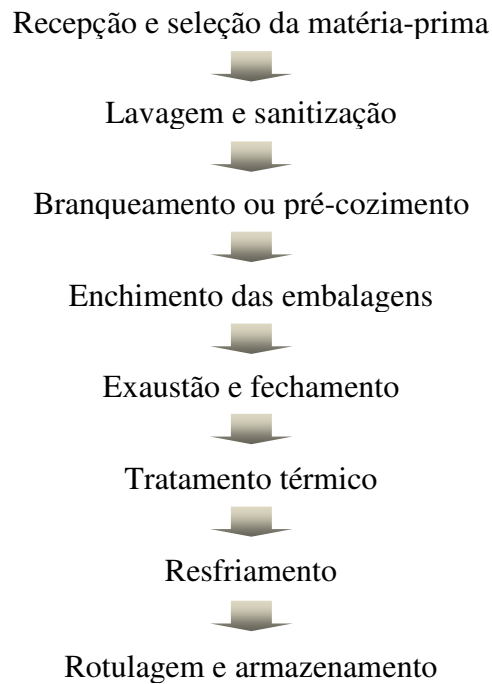 Recepção e seleção da matéria-prima
Lavagem e sanitização
Branqueamento ou pré-cozimento
Enchimento das embalagens
Exaustão e fechamento
Tratamento térmico
Resfriamento
Rotulagem e armazenamento